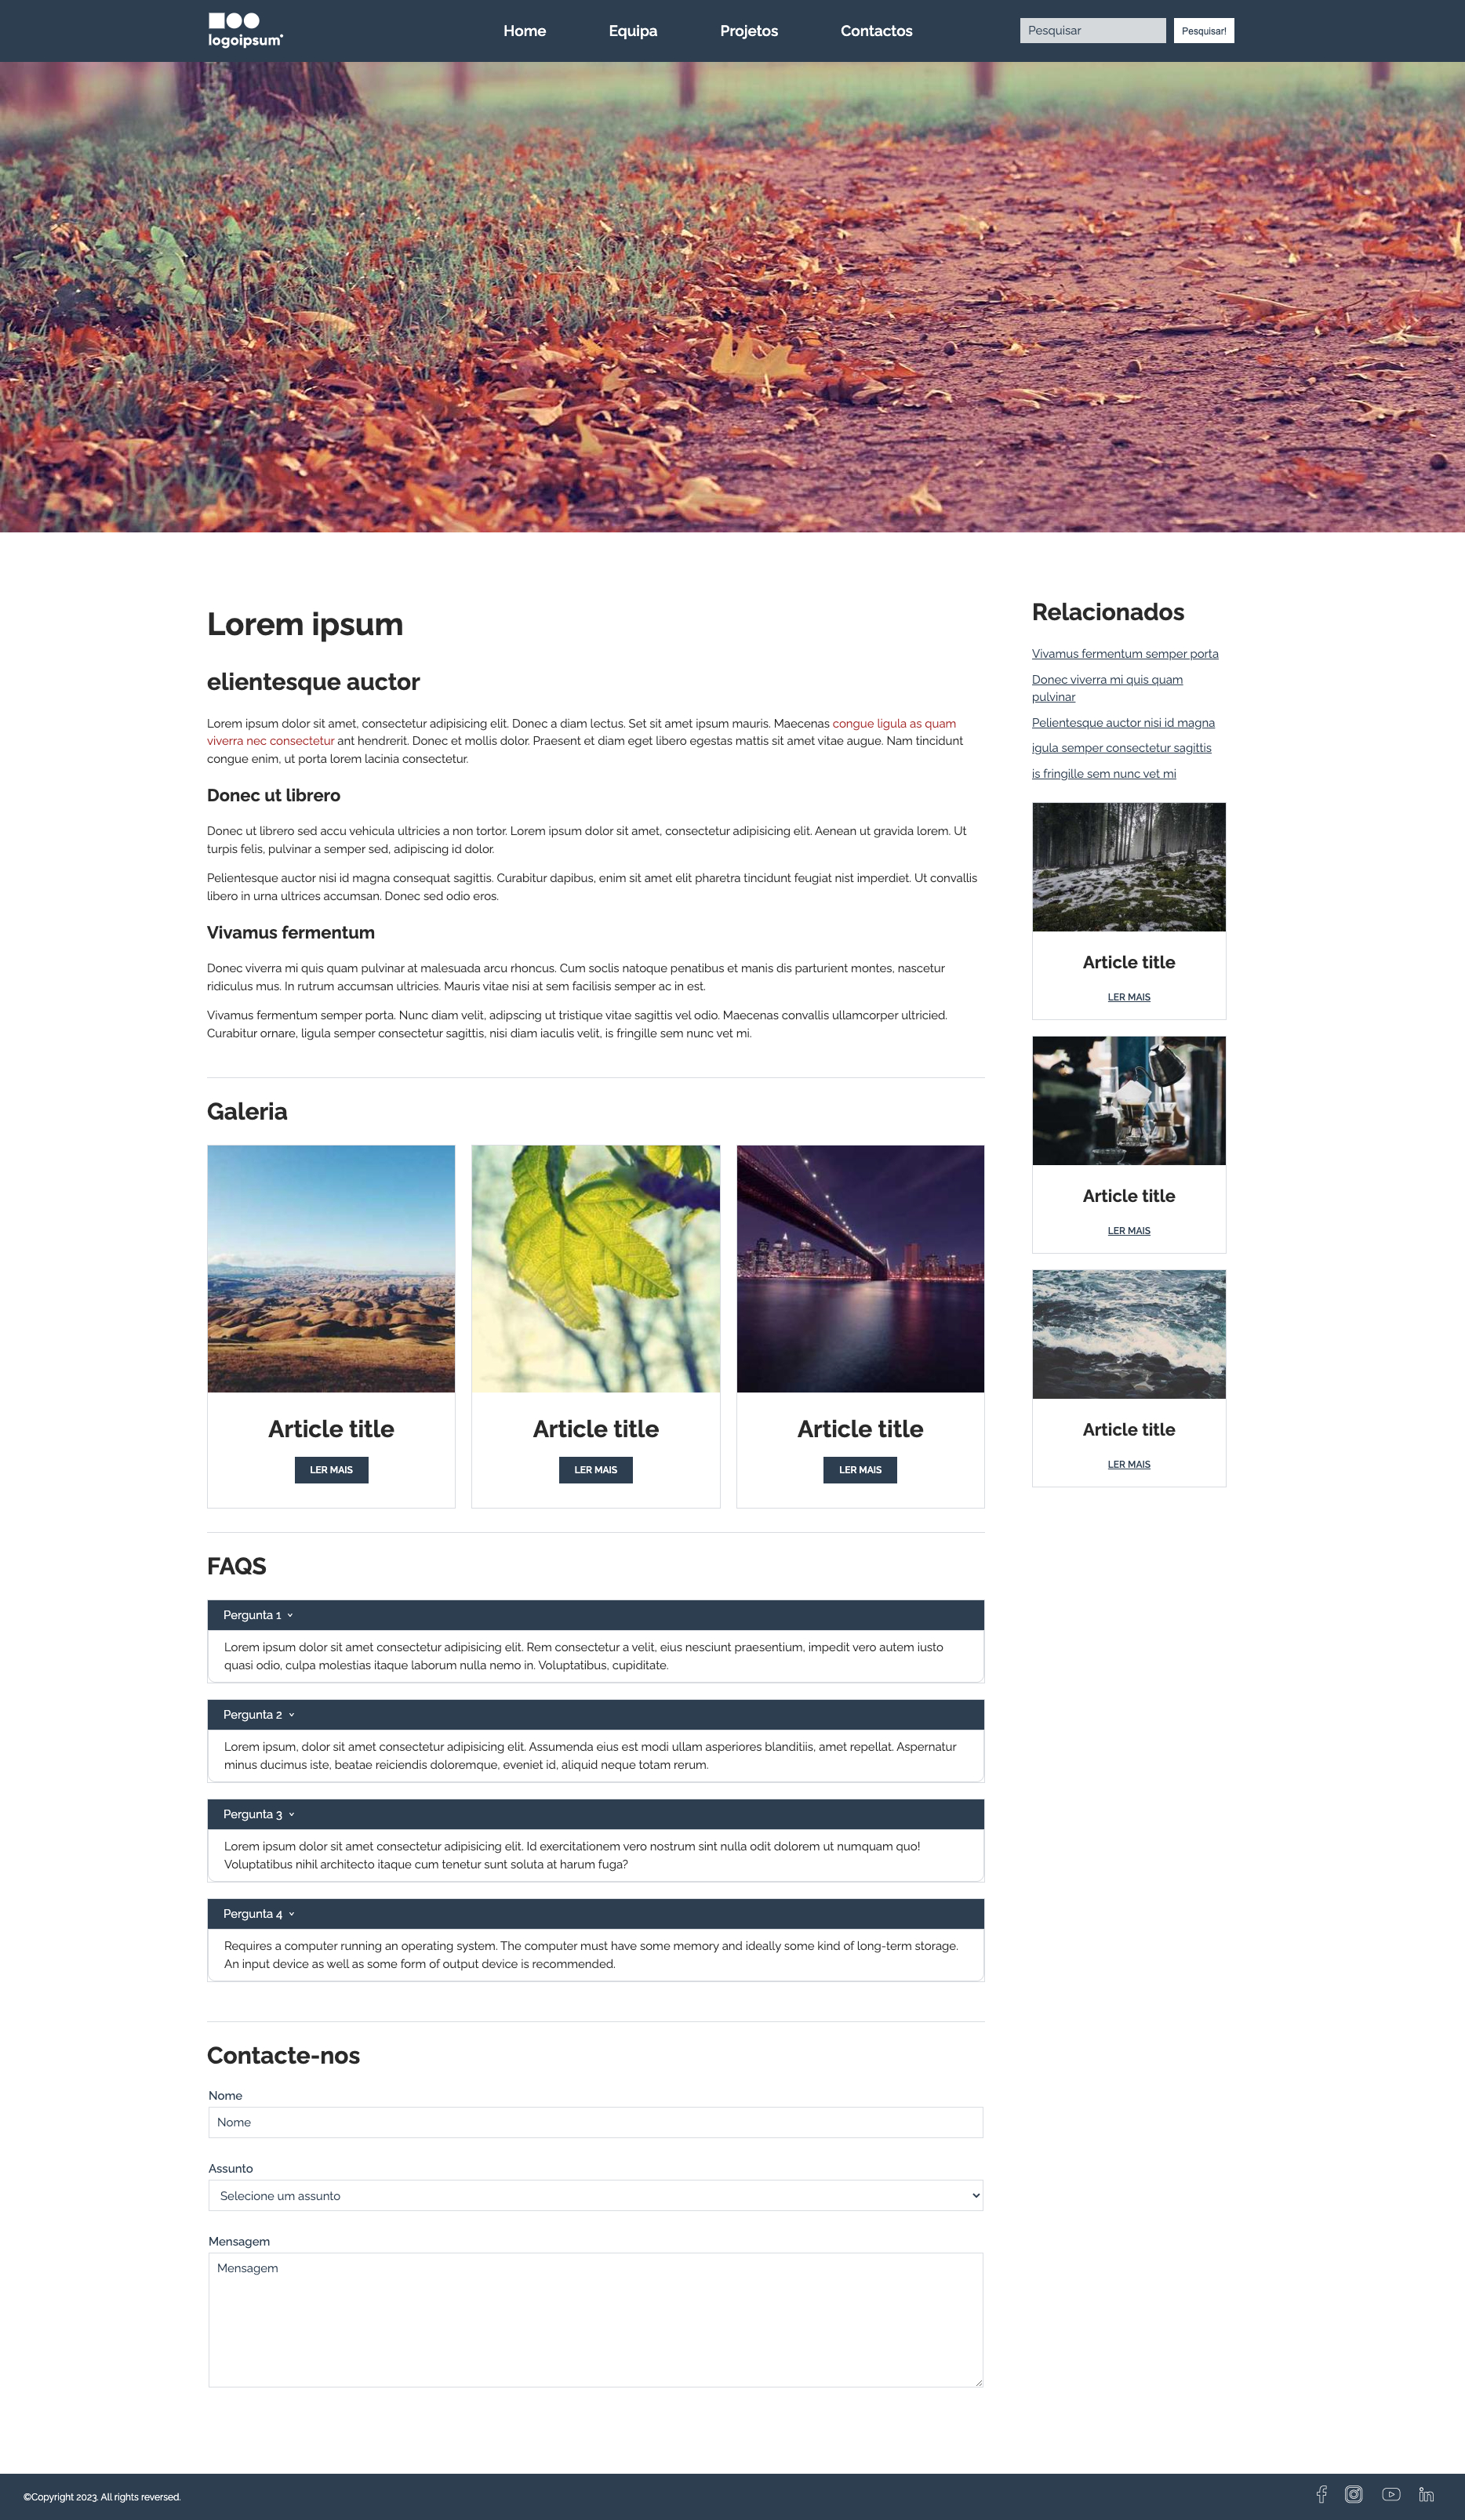 logoipsum
Home
Equipa
Projetos
Contactos
Pesquisar
Pesquisar!
Lorem ipsum
elientesque auctor
Lorem ipsum dolor sit amet, consectetur adipisicing elit. Donec a diam lectus. Set sit amet ipsum mauris. Maecenas congue ligula as quam
viverra nec consectetur ant hendrerit. Donec et mollis dolor. Praesent et diam eget libero egestas mattis sit amet vitae augue. Nam tincidunt
congue enim, ut porta lorem lacinia consectetur.
Donec ut librero
Donec ut librero sed accu vehicula ultricies a non tortor. Lorem ipsum dolor sit amet, consectetur adipisicing elit. Aenean ut gravida lorem. Ut
turpis felis, pulvinar a semper sed, adipiscing id dolor.
Pelientesque auctor nisi id magna consequat sagittis. Curabitur dapibus, enim sit amet elit pharetra tincidunt feugiat nist imperdiet. Ut convallis
libero in urna ultrices accumsan. Donec sed odio eros.
Vivamus fermentum
Donec viverra mi quis quam pulvinar at malesuada arcu rhoncus. Cum soclis natoque penatibus et manis dis parturient montes, nascetur
ridiculus mus. In rutrum accumsan ultricies. Mauris vitae nisi at sem facilisis semper ac in est.
Vivamus fermentum semper porta. Nunc diam velit, adipscing ut tristique vitae sagittis vel odio. Maecenas convallis ullamcorper ultricied.
Curabitur ornare, ligula semper consectetur sagittis, nisi diam iaculis velit, is fringille sem nunc vet mi.
Galeria
Article title
LER MAIS
Article title
LER MAIS
Article title
LER MAIS
FAQS
Pergunta 1
Lorem ipsum dolor sit amet consectetur adipisicing elit. Rem consectetur a velit, eius nesciunt praesentium, impedit vero autem iusto
quasi odio, culpa molestias itaque laborum nulla nemo in. Voluptatibus, cupiditate.
Pergunta 2
Lorem ipsum, dolor sit amet consectetur adipisicing elit. Assumenda eius est modi ullam asperiores blanditiis, amet repellat. Aspernatur
minus ducimus iste, beatae reiciendis doloremque, eveniet id, aliquid neque totam rerum.
Pergunta 3
Lorem ipsum dolor sit amet consectetur adipisicing elit. Id exercitationem vero nostrum sint nulla odit dolorem ut numquam quo!
Voluptatibus nihil architecto itaque cum tenetur sunt soluta at harum fuga?
Pergunta 4
Requires a computer running an operating system. The computer must have some memory and ideally some kind of long-term storage.
An input device as well as some form of output device is recommended.
Contacte-nos
Nome
Nome
Assunto
Selecione um assunto
Mensagem
Mensagem
Relacionados
Vivamus fermentum semper porta
Donec viverra mi quis quam
pulvinar
Pelientesque auctor nisi id magna
igula semper consectetur sagittis
is fringille sem nunc vet mi
Article title
LER MAIS
Article title
LER MAIS
Article title
LER MAIS
©Copyright 2023. All rights reversed.